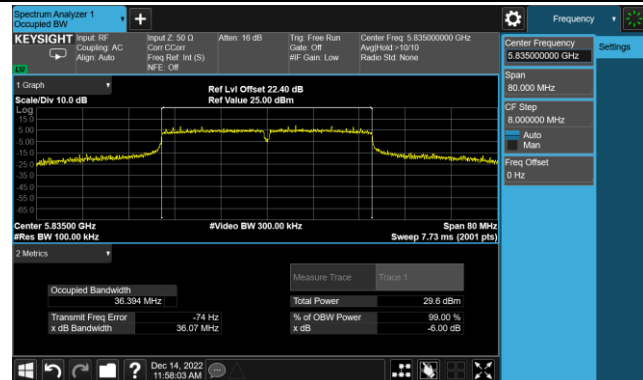 Spectrum Analyzer 1
Occupied BW
Frequency
KEYSIGHT
Input: RF
Coupling: AC
Align: Auto
Input Z: 50 Ω
Corr CCorr
Freq Ref: Int (S)
NFE: Off
Atten: 16 dB
Trig: Free Run
Gate: Off
#IF Gain: Low
Center Freq: 5.835000000 GHz
Avg|Hold:>10/10
Radio Std: None
Center Frequency
5.835000000 GHz
Settings
Span
80.000 MHz
CF Step
8.000000 MHz
Auto
Man
Freq Offset
0 Hz
1 Graph
Scale/Div 10.0 dB
Ref Lvl Offset 22.40 dB
Ref Value 25.00 dBm
Log
15.0
5.00
-5.00
-15.0
-25.0
-35.0
-45.0
-55.0
-65.0
Center 5.83500 GHz
#Res BW 100.00 kHz
#Video BW 300.00 kHz
Span 80 MHz
Sweep 7.73 ms (2001 pts)
2 Metrics
Measure Trace
Trace 1
Occupied Bandwidth
36.394 MHz
Total Power
29.6 dBm
Transmit Freq Error
-74 Hz
% of OBW Power
99.00 %
x dB Bandwidth
36.07 MHz
x dB
-6.00 dB
?
Dec 14, 2022
11:58:03 AM